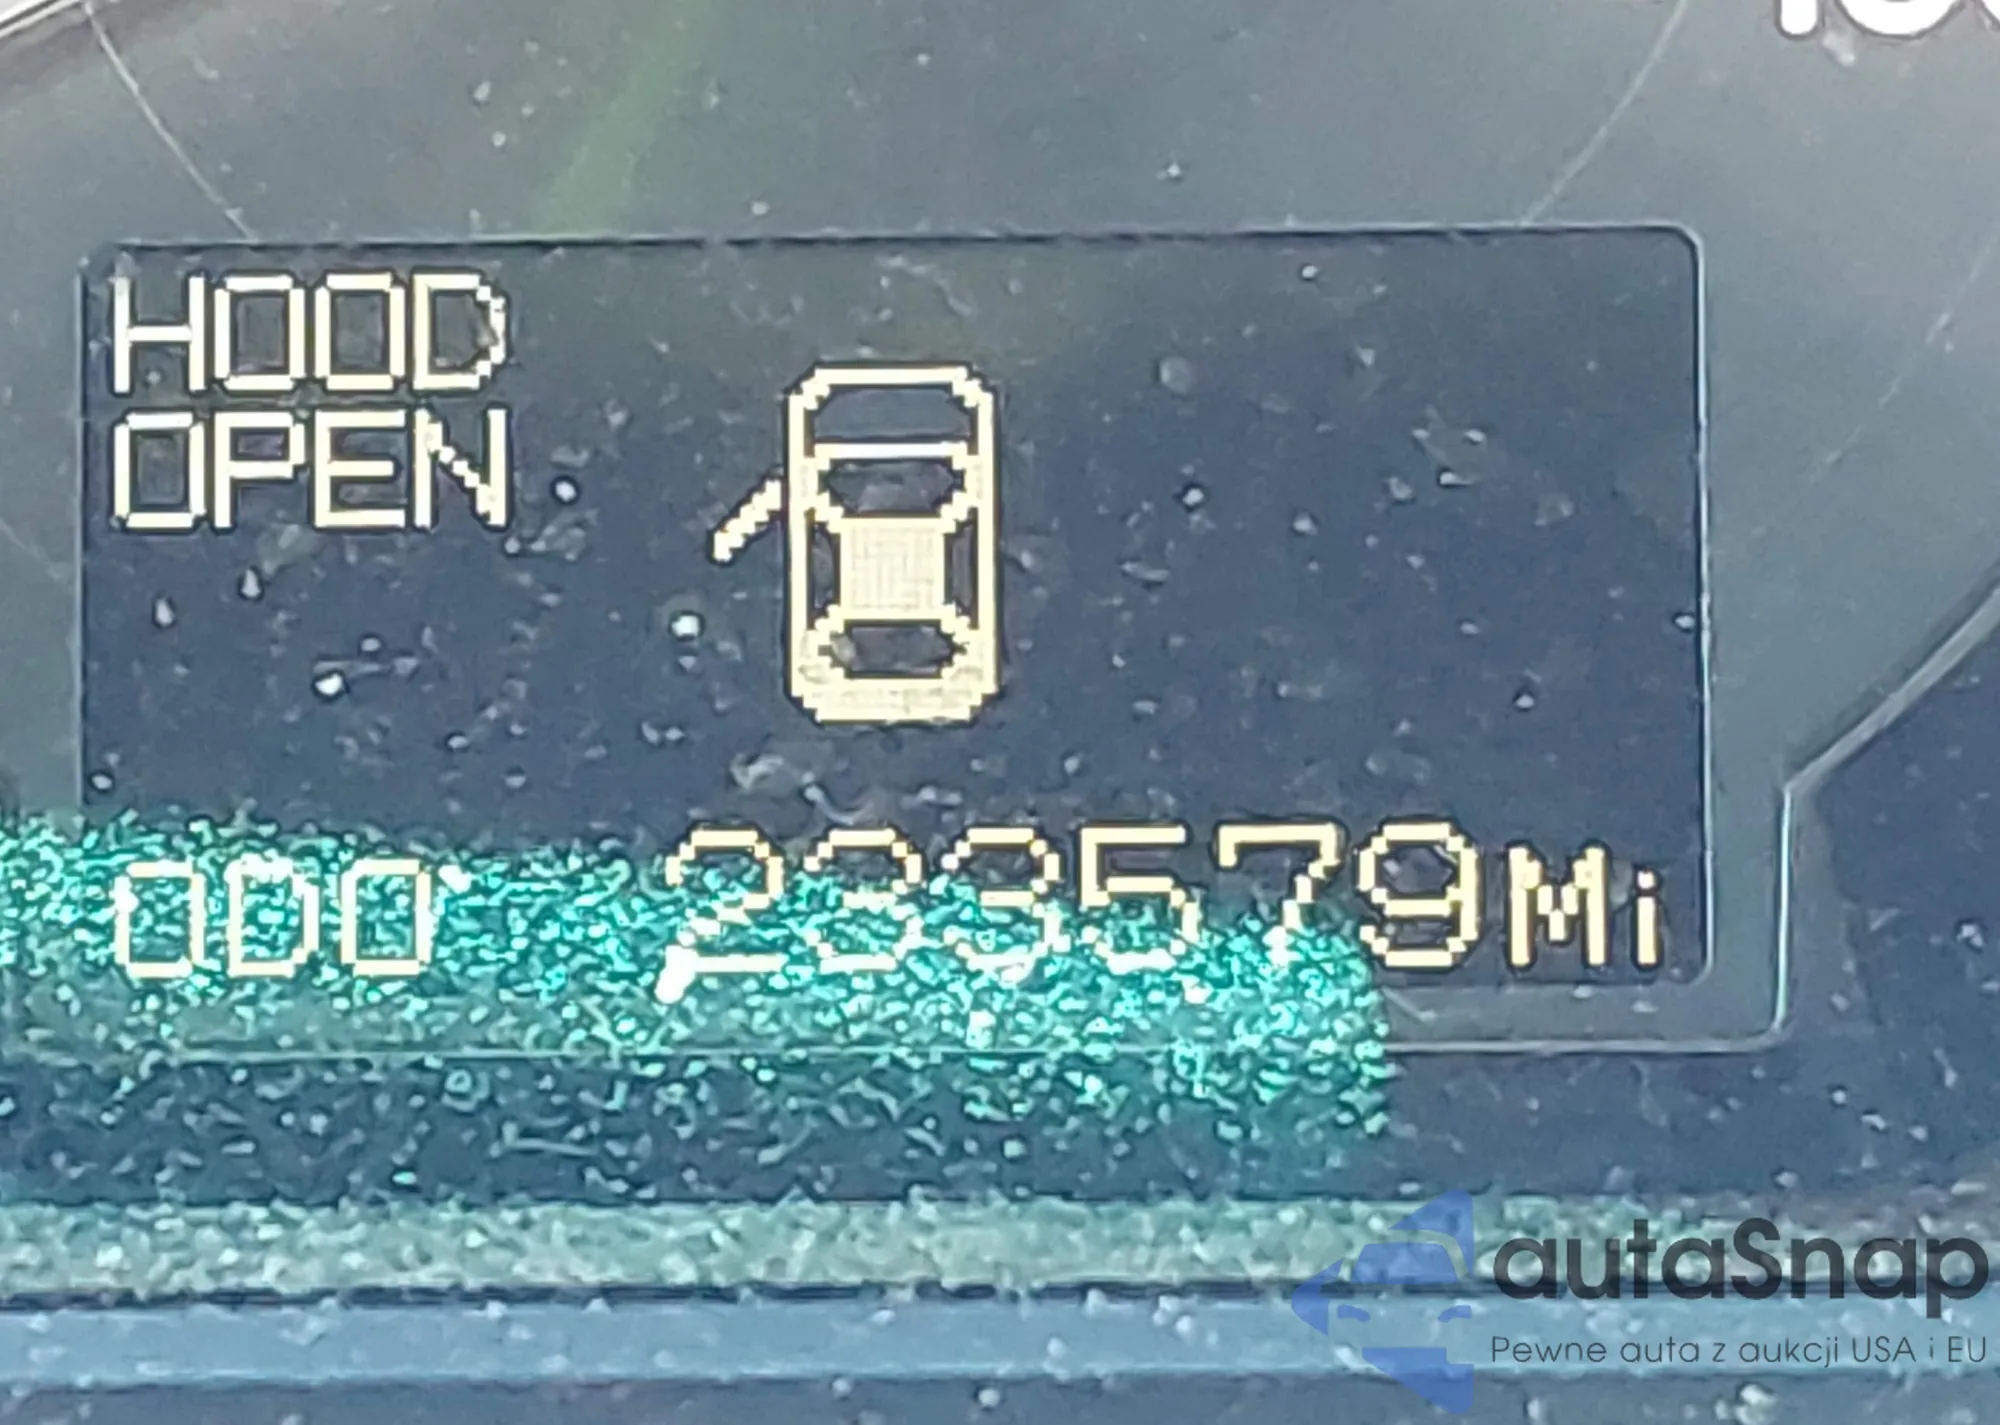 HOOD
OPEN
ODO 233579Mi
autaSnap
Pewne auta z aukcji USA i EU